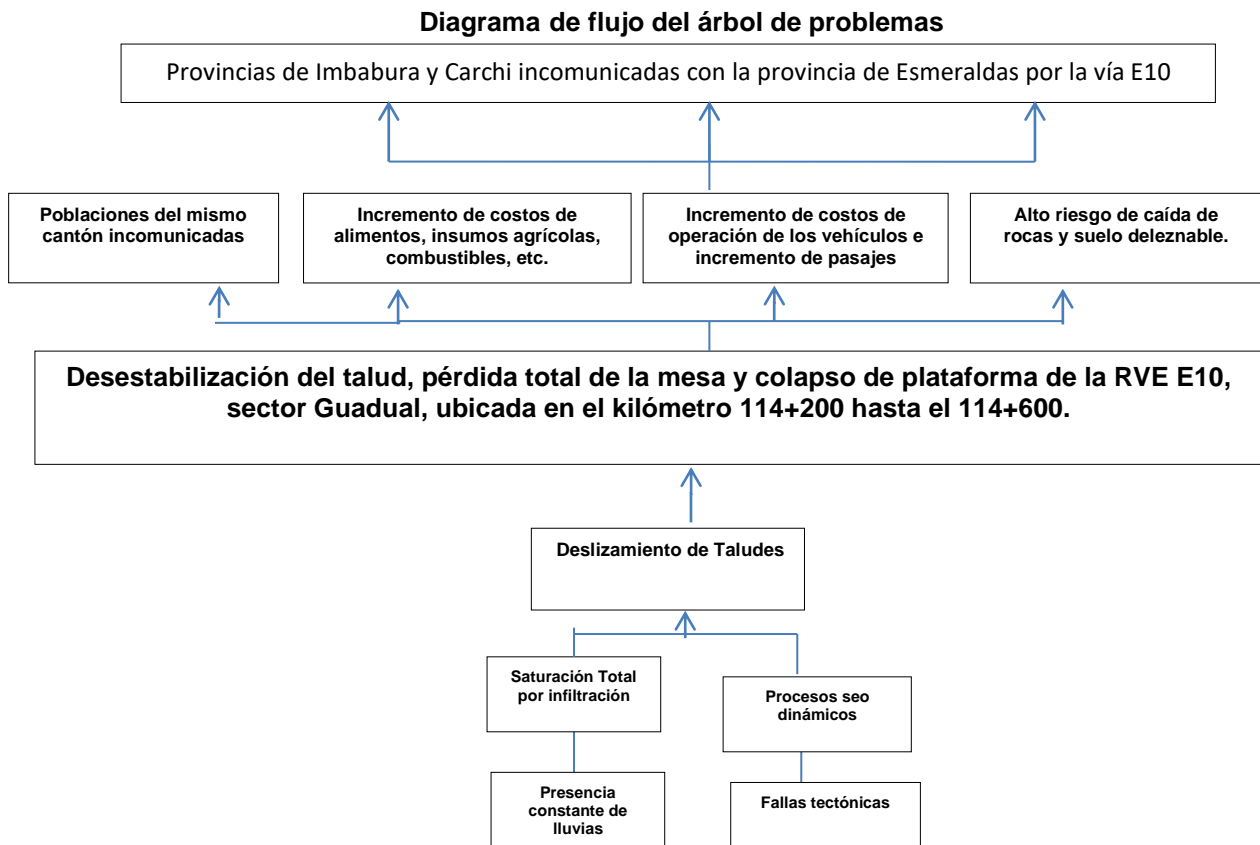 Diagrama de flujo del árbol de problemas
Provincias de Imbabura y Carchi incomunicadas con la provincia de Esmeraldas por la vía E10
Poblaciones del mismo
cantón incomunicadas
Incremento de costos de
alimentos, insumos agrícolas,
combustibles, etc.
Incremento de costos de
operación de los vehículos e
incremento de pasajes
Alto riesgo de caída de
rocas y suelo deleznable.
Desestabilización del talud, pérdida total de la mesa y colapso de plataforma de la RVE E10,
sector Guadual, ubicada en el kilómetro 114+200 hasta el 114+600.
Deslizamiento de Taludes
Saturación Total
por infiltración
Procesos seo
dinámicos
Presencia
constante de
lluvias
Fallas tectónicas